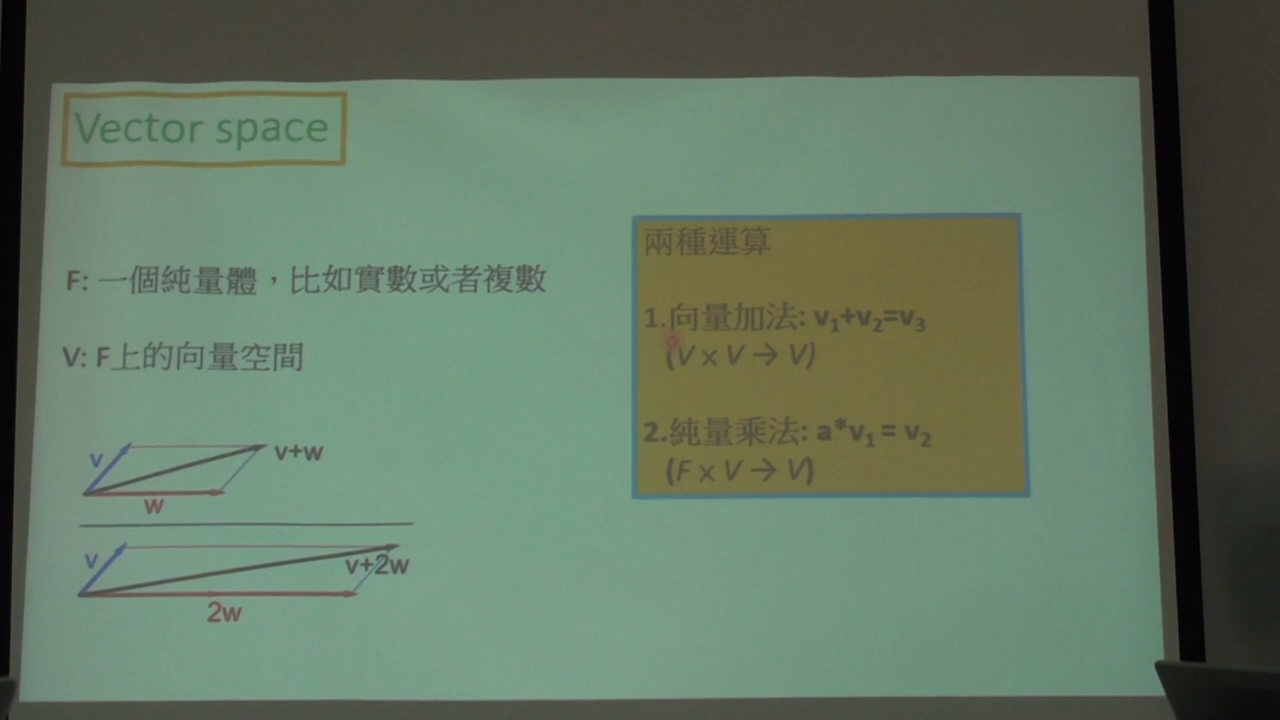 Vector space
F: 一個純量體，比如實數或者複數
V: F上的向量空間
v
v+w
w
v
v+2w
2w
兩種運算
1.向量加法: v₁+v₂=v₃
(V x V → V)
2.純量乘法: a*v₁ = v₂
(F x V → V)